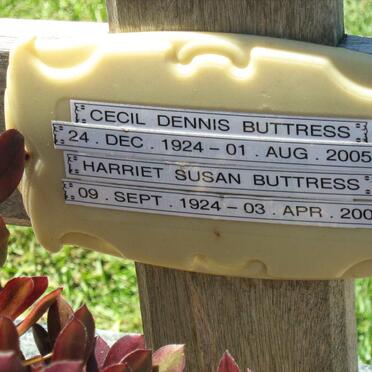 CECIL DENNIS BUTTRESS
24 . DEC . 1924 - 01 . AUG . 2005
HARRIET SUSAN BUTTRESS
09 . SEPT . 1924 - 03 . APR . 200